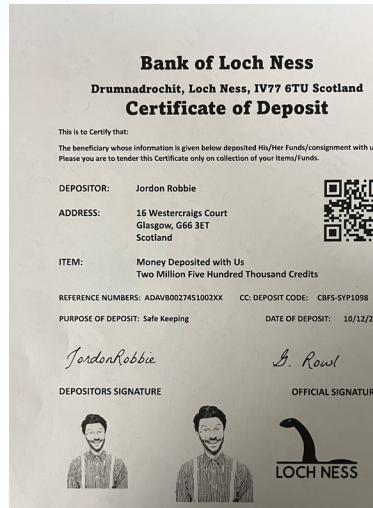 Bank of Loch Ness
Drumnadrochit, Loch Ness, IV77 6TU Scotland
Certificate of Deposit
This is to Certify that:
The beneficiary whose information is given below deposited His/Her Funds/consignment with u
Please you are to tender this Certificate only on collection of your items/Funds.
DEPOSITOR: Jordon Robbie
ADDRESS: 16 Westercraigs Court
Glasgow, G66 3ET
Scotland
ITEM: Money Deposited with Us
Two Million Five Hundred Thousand Credits
REFERENCE NUMBERS: ADAVB0027451002XX CC: DEPOSIT CODE: CBFS-SYP1098
PURPOSE OF DEPOSIT: Safe Keeping DATE OF DEPOSIT: 10/12/2
JordonRobbie G. Rowl
DEPOSITORS SIGNATURE OFFICIAL SIGNATUR
LOCH NESS